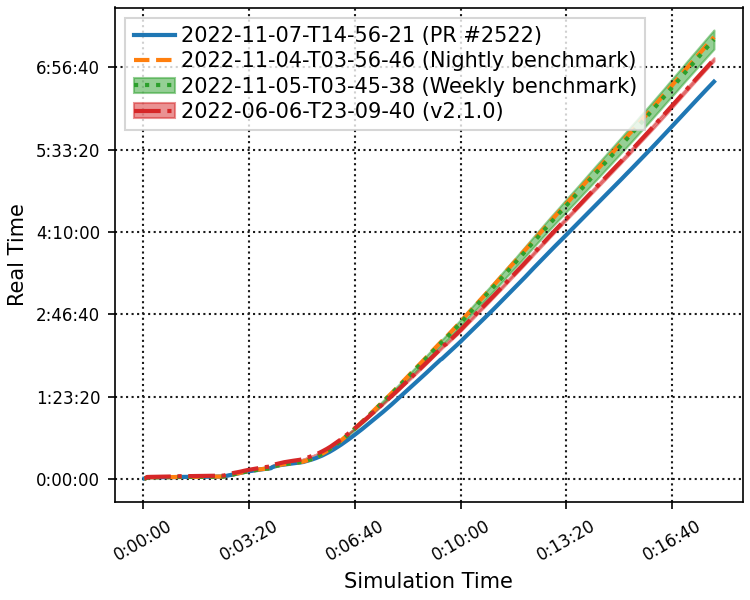 2022-11-07-T14-56-21 (PR #2522)
2022-11-04-T03-56-46 (Nightly benchmark)
2022-11-05-T03-45-38 (Weekly benchmark)
2022-06-06-T23-09-40 (v2.1.0)
Real Time
6:56:40
5:33:20
4:10:00
2:46:40
1:23:20
0:00:00
0:00:00
0:03:20
0:06:40
0:10:00
0:13:20
0:16:40
Simulation Time